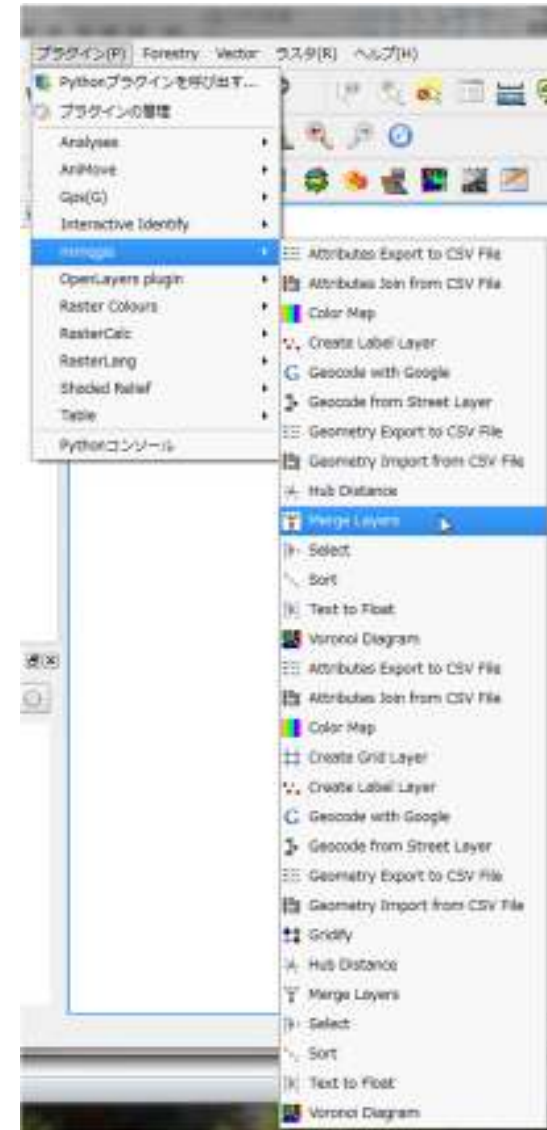 プラグイン(P) Forestry Vector ラスタ(R) ヘルプ(H)
Pythonプラグインを呼び出す...
プラグインの管理
Analyses
AniMove
Gps(G)
Interactive Identify
mmqgis
OpenLayers plugin
Raster Colours
RasterCalc
RasterLang
Shaded Relief
Table
Pythonコンソール
Attributes Export to CSV File
Attributes Join from CSV File
Color Map
Create Label Layer
Geocode with Google
Geocode from Street Layer
Geometry Export to CSV File
Geometry Import from CSV File
Hub Distance
Merge Layers
Select
Sort
Text to Float
Voronoi Diagram
Attributes Export to CSV File
Attributes Join from CSV File
Color Map
Create Grid Layer
Create Label Layer
Geocode with Google
Geocode from Street Layer
Geometry Export to CSV File
Geometry Import from CSV File
Gridify
Hub Distance
Merge Layers
Select
Sort
Text to Float
Voronoi Diagram